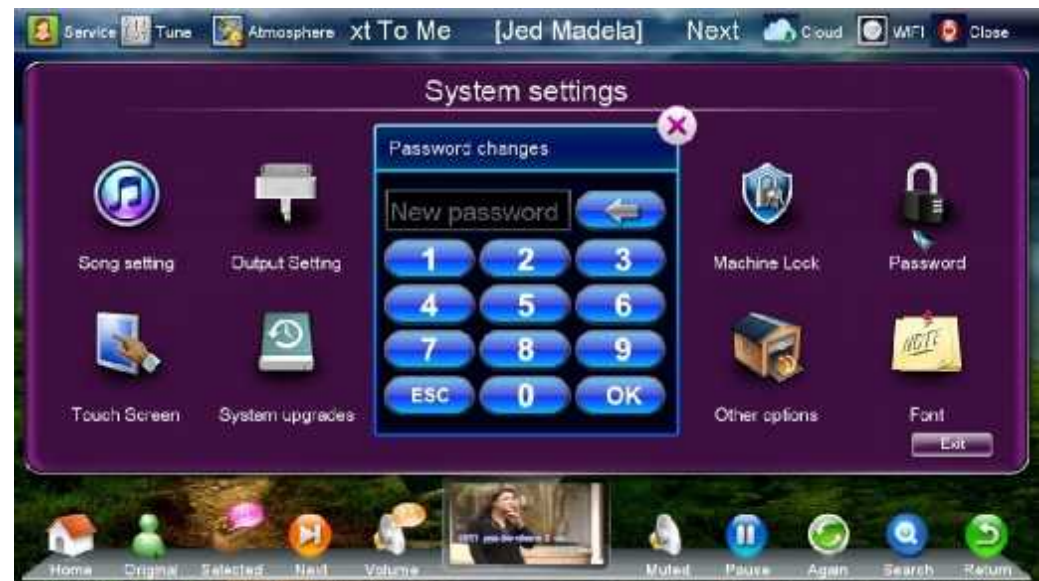 Service Tune Atmosphere xt To Me [Jed Madela] Next Cloud WIFI Close
System settings
Password changes
New password
1 2 3
4 5 6
7 8 9
ESC 0 OK
Song setting Output Setting Machine Lock Password
NOTE
Touch Screen System upgrades Other options Font
Exit
Home Original Selected Next Volume Muted Pause Again Search Return